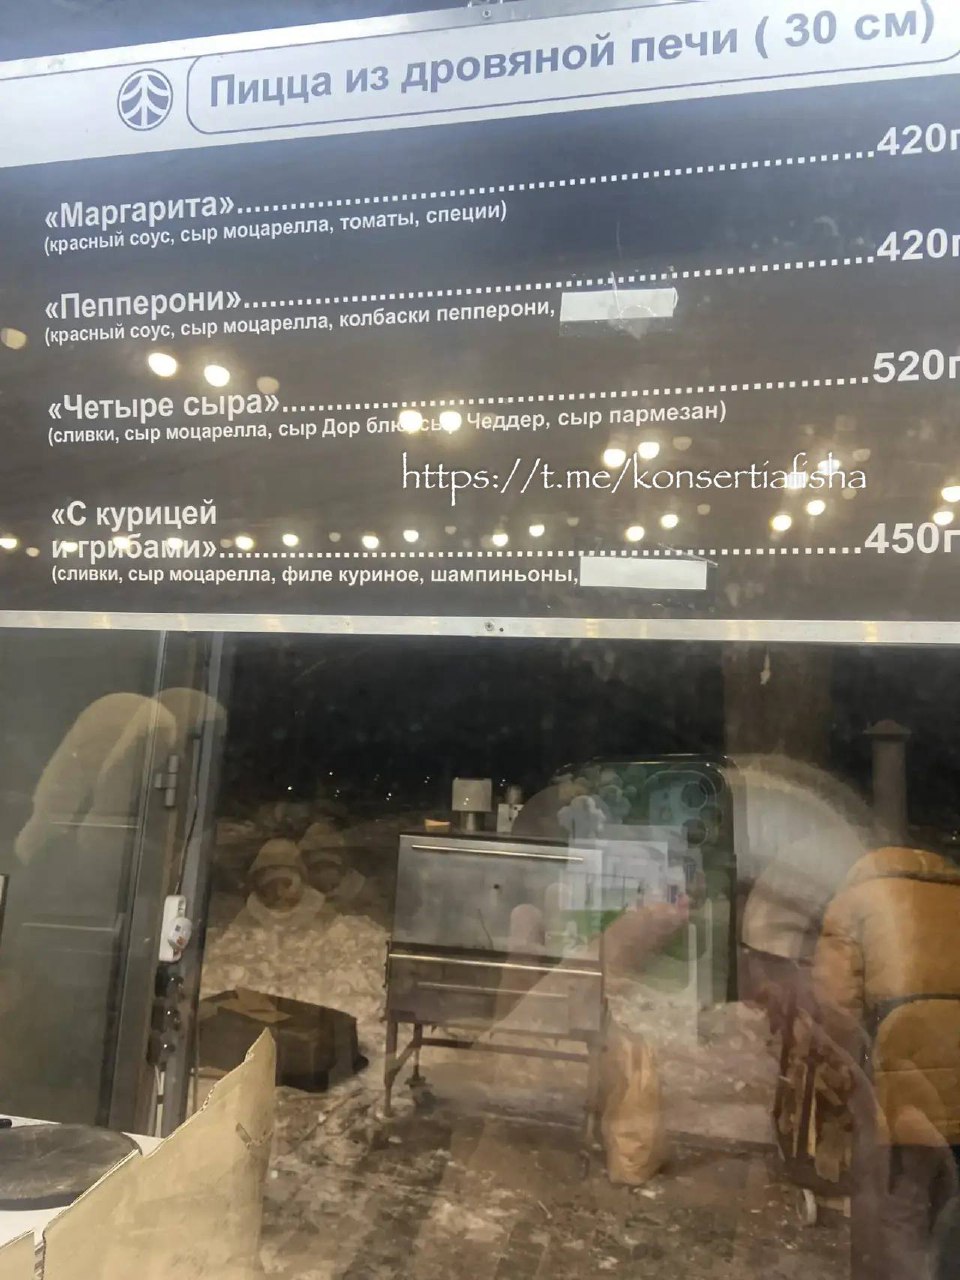 Пицца из дровяной печи ( 30 см)
«Маргарита»..........420г
(красный соус, сыр моцарелла, томаты, специи)
«Пепперони»..........420г
(красный соус, сыр моцарелла, колбаски пепперони,
«Четыре сыра»..........520г
(сливки, сыр моцарелла, сыр Дор блю, сыр Чеддер, сыр пармезан)
https://t.me/konsertiafisha
«С курицей
и грибами»..........450г
(сливки, сыр моцарелла, филе куриное, шампиньоны,